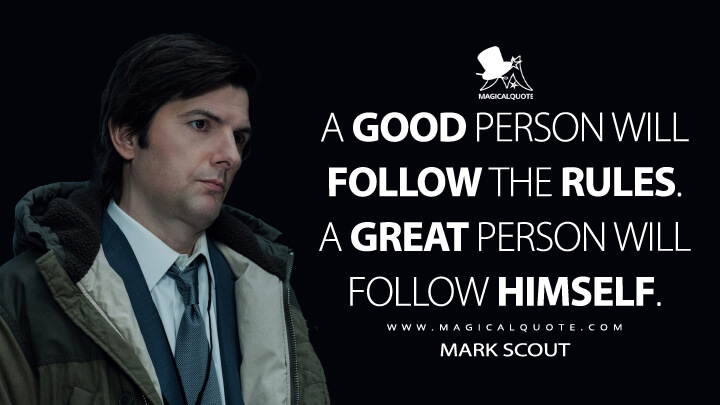 MAGICALQUOTE
A GOOD PERSON WILL
FOLLOW THE RULES.
A GREAT PERSON WILL
FOLLOW HIMSELF.
WWW.MAGICALQUOTE.COM
MARK SCOUT